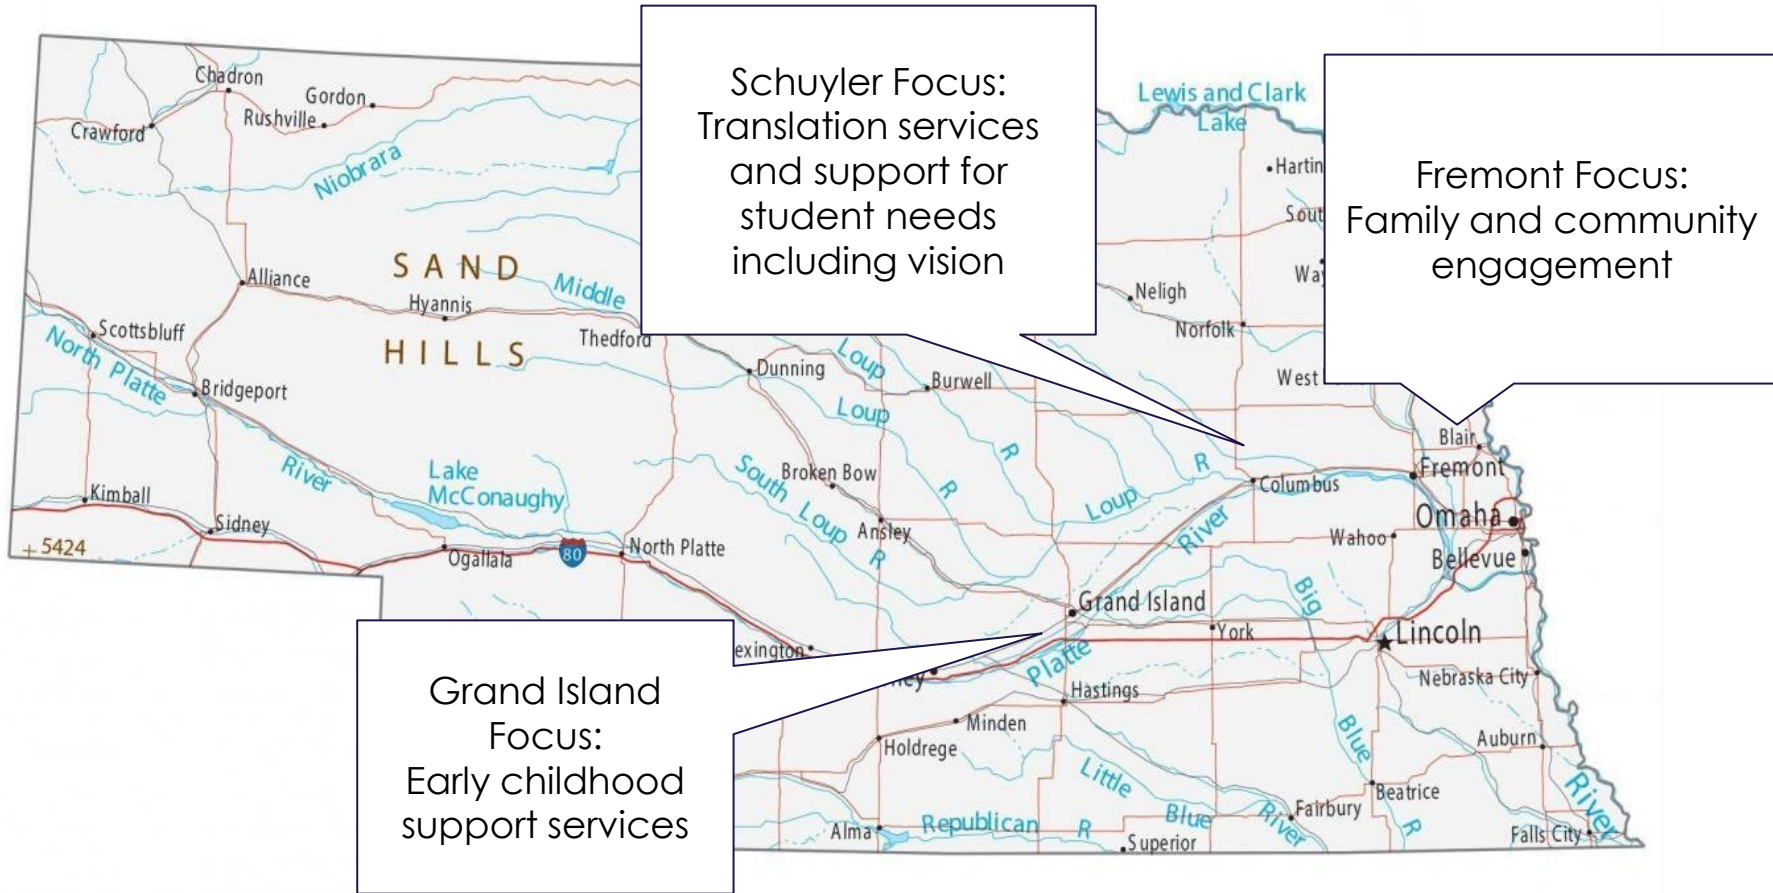 Schuyler Focus:
Translation services
and support for
student needs
including vision
Fremont Focus:
Family and community
engagement
Grand Island
Focus:
Early childhood
support services
Chadron
Gordon
Rushville
Crawford
Niobrara
Lewis and Clark
Lake
Hartin
Sout
Way
SAND
HILLS
Alliance
Hyannis
Middle
Thedford
Neligh
Norfolk
Scottsbluff
North Platte
River
Bridgeport
Dunning
Loup
R
Burwell
West
Loup
R
Blair
Fremont
Kimball
Sidney
+ 5424
Lake
McConaughy
Ogallala
80
North Platte
Broken Bow
South Loup R
Ansley
Loup R
Columbus
Omaha
Wahoo
Bellevue
Grand Island
Platte
River
York
Big
Blue
R
Lincoln
Nebraska City
exington
ney
Hastings
Minden
Holdrege
Auburn
Little
Blue
River
Beatrice
Fairbury
River
Alma
Republican R
Superior
Falls City